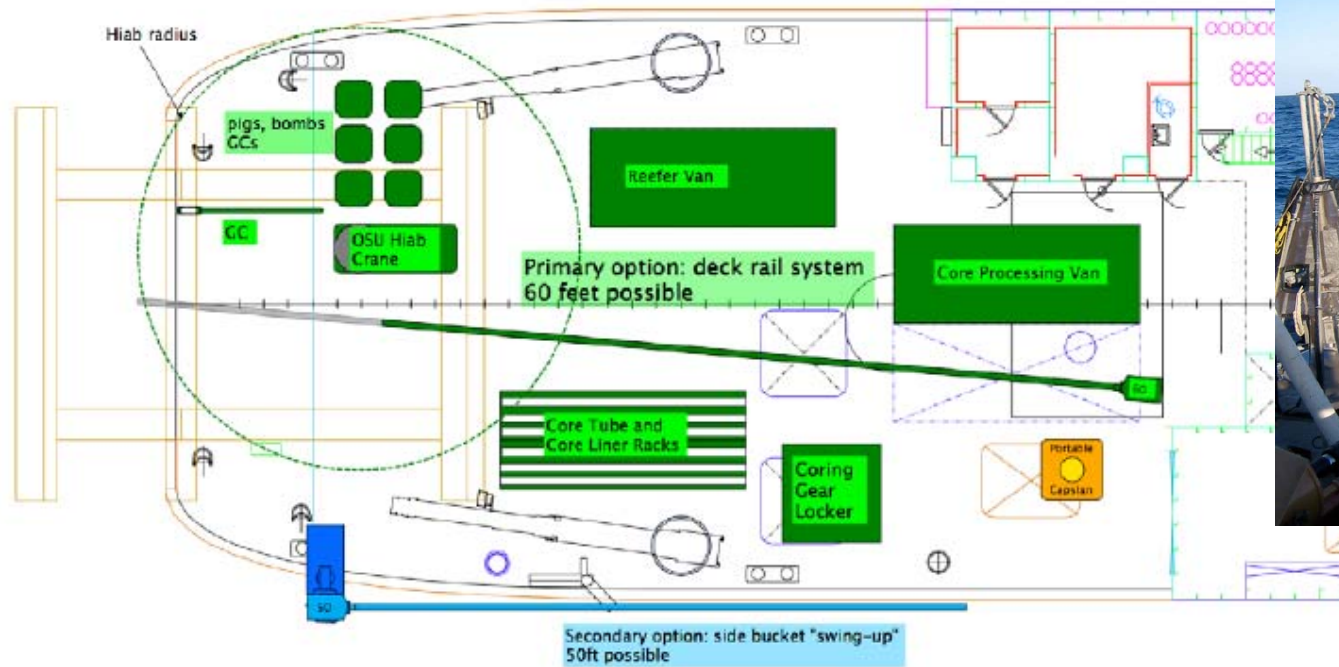 Hiab radius
pigs, bombs
GCs
Reefer Van
GC
OSU Hiab
Crane
Primary option: deck rail system
60 feet possible
Core Processing Van
60
Core Tube and
Core Liner Racks
Coring
Gear
Locker
Portable
Capstan
50
Secondary option: side bucket "swing-up"
50ft possible